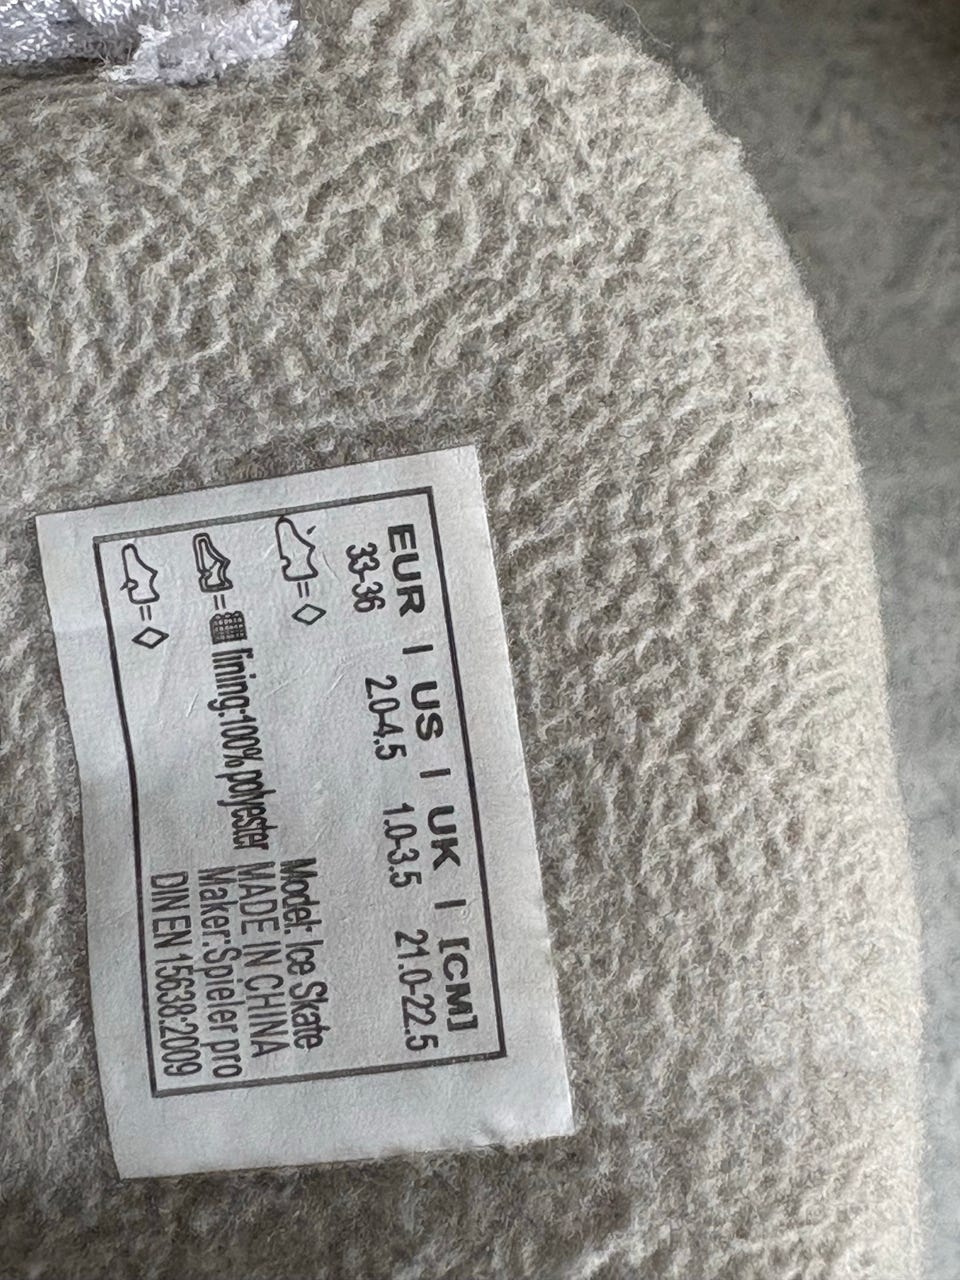 EUR | US | UK | [CM]
33-36 2.0-4.5 1.0-3.5 21.0-22.5
= ◇ Model: Ice Skate
= lining:100% polyester MADE IN CHINA
Maker:Spieler pro
= ◇ DIN EN 15638:2009